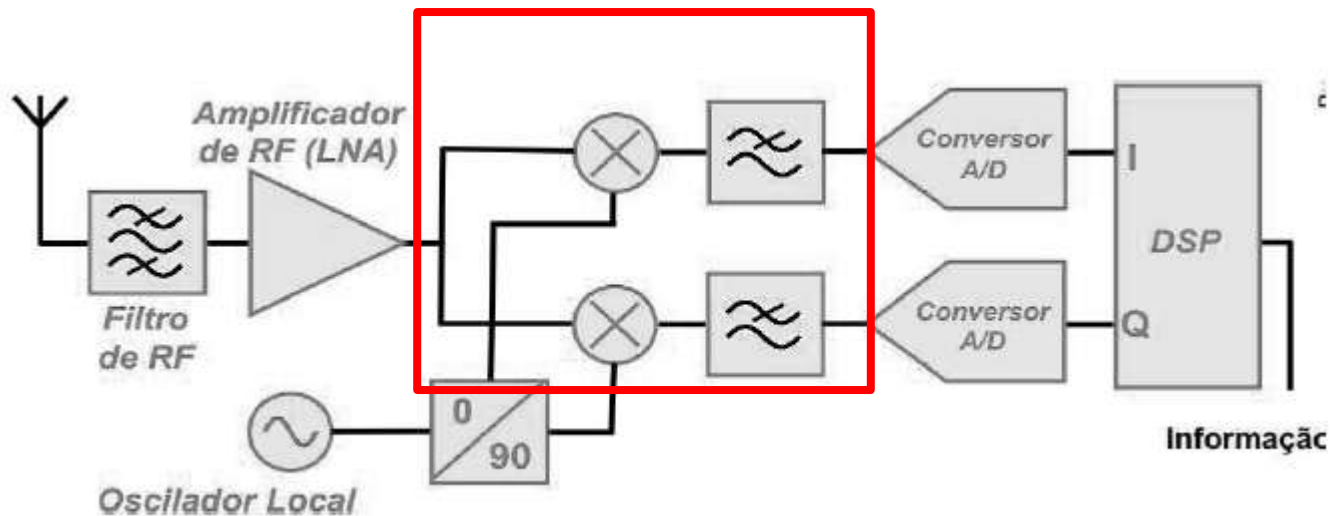 Amplificador
de RF (LNA)
Filtro
de RF
Oscilador Local
0
90
Conversor
A/D
Conversor
A/D
I
DSP
Q
Informaçã